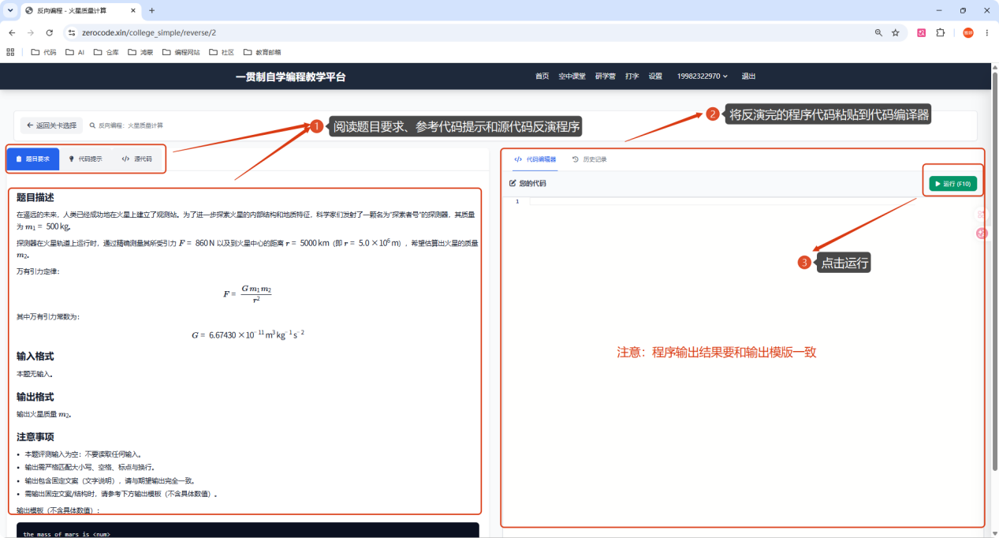 反向编程 - 火星质量计算
zerocode.xin/college_simple/reverse/2
代码
AI
仓库
鸿蒙
编程网站
社区
教育邮箱
一贯制自学编程教学平台
首页 空中课堂 研学营 打字 设置 19982322970 退出
返回关卡选择 反向编程：火星质量计算
1 阅读题目要求、参考代码提示和源代码反演程序
2 将反演完的程序代码粘贴到代码编译器
题目要求 代码提示 源代码
代码编辑器 历史记录
您的代码
运行 (F10)
1
3 点击运行
注意：程序输出结果要和输出模版一致
题目描述
在遥远的未来，人类已经成功地在火星上建立了观测站。为了进一步探索火星的内部结构和地质特征，科学家们发射了一颗名为"探索者号"的探测器，其质量
为 m₁ = 500 kg。
探测器在火星轨道上运行时，通过精确测量其所受引力 F = 860 N 以及到火星中心的距离 r = 5000 km（即 r = 5.0 × 10⁶ m），希望估算出火星的质量
m₂。
万有引力定律：
F = G m₁ m₂ / r²
其中万有引力常数为：
G = 6.67430 × 10⁻¹¹ m³ kg⁻¹ s⁻²
输入格式
本题无输入。
输出格式
输出火星质量 m₂。
注意事项
• 本题评测输入为空：不要读取任何输入。
• 输出需严格匹配大小写、空格、标点与换行。
• 输出包含固定文案（文字说明），请与期望输出完全一致。
• 需输出固定文案/结构时，请参考下方输出模板（不含具体数值）。
输出模板（不含具体数值）：
the mass of mars is <num>